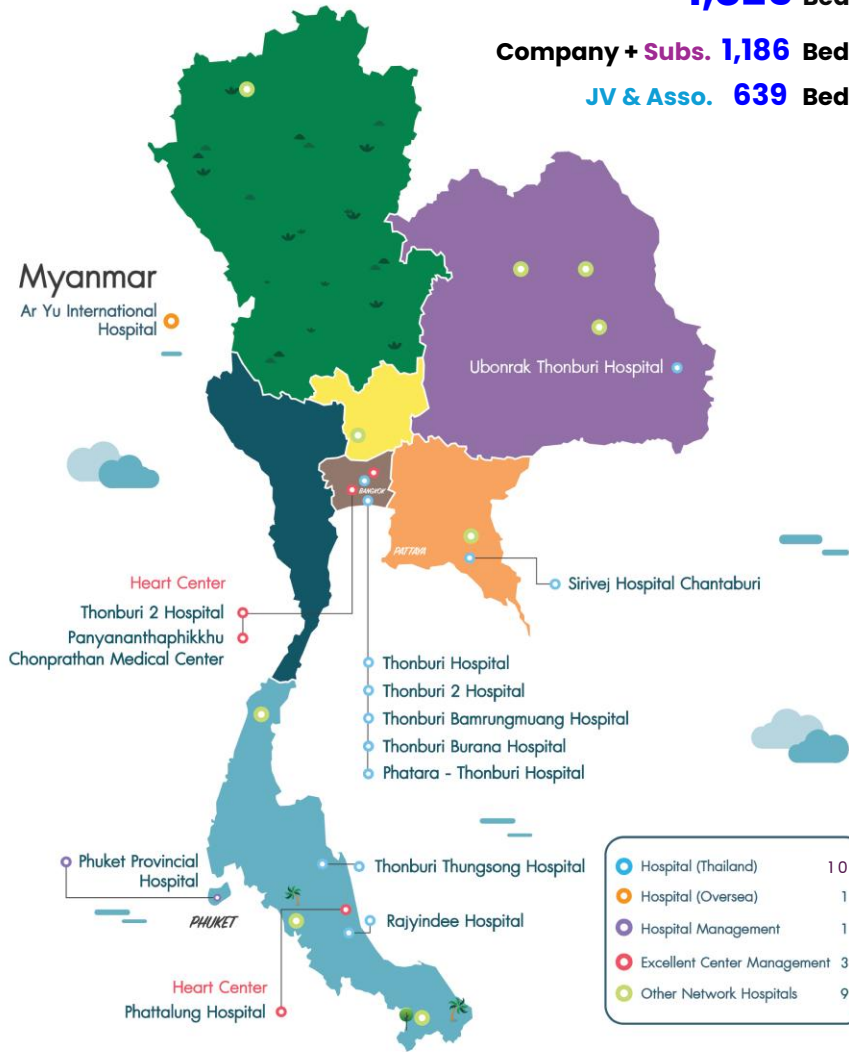 Bed
Company + Subs. 1,186 Bed
JV & Asso. 639 Bed
Myanmar
Ar Yu International
Hospital
Ubonrak Thonburi Hospital
BANGKOK
PATTAYA
Sirivej Hospital Chantaburi
Heart Center
Thonburi 2 Hospital
Panyananthaphikkhu
Chonprathan Medical Center
Thonburi Hospital
Thonburi 2 Hospital
Thonburi Bamrungmuang Hospital
Thonburi Burana Hospital
Phatara - Thonburi Hospital
Phuket Provincial
Hospital
PHUKET
Thonburi Thungsong Hospital
Rajyindee Hospital
Heart Center
Phattalung Hospital
Hospital (Thailand) 10
Hospital (Oversea) 1
Hospital Management 1
Excellent Center Management 3
Other Network Hospitals 9